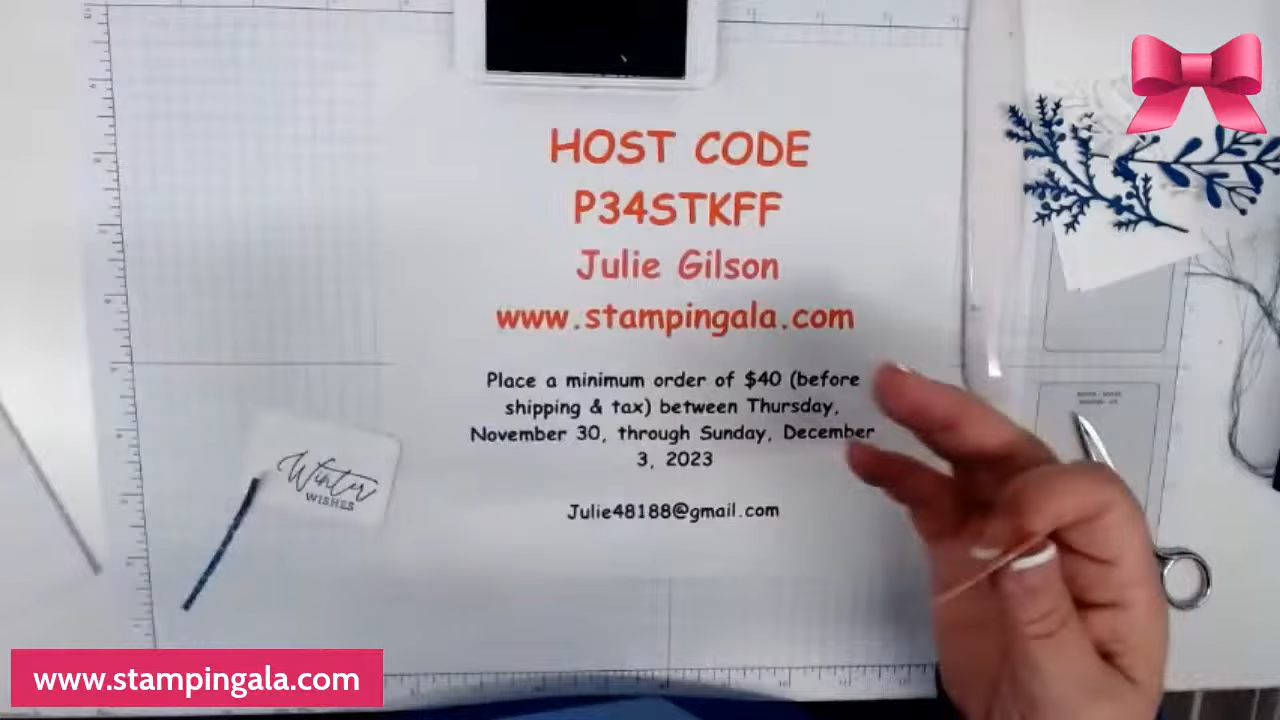 HOST CODE
P34STKFF
Julie Gilson
www.stampingala.com
Place a minimum order of $40 (before
shipping & tax) between Thursday,
November 30, through Sunday, December
3, 2023
Julie48188@gmail.com
Winter
WISHES
www.stampingala.com